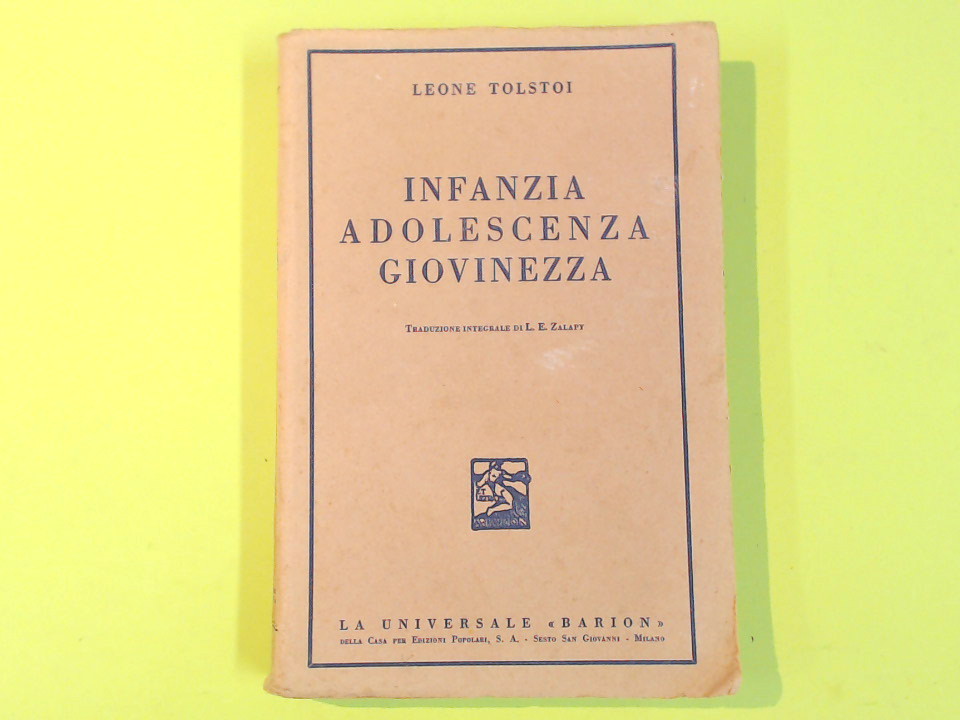 LEONE TOLSTOI
INFANZIA
ADOLESCENZA
GIOVINEZZA
TRADUZIONE INTEGRALE DI L. E. ZALAPY
LA UNIVERSALE «BARION»
DELLA CASA PER EDIZIONI POPOLARI, S. A. - SESTO SAN GIOVANNI - MILANO